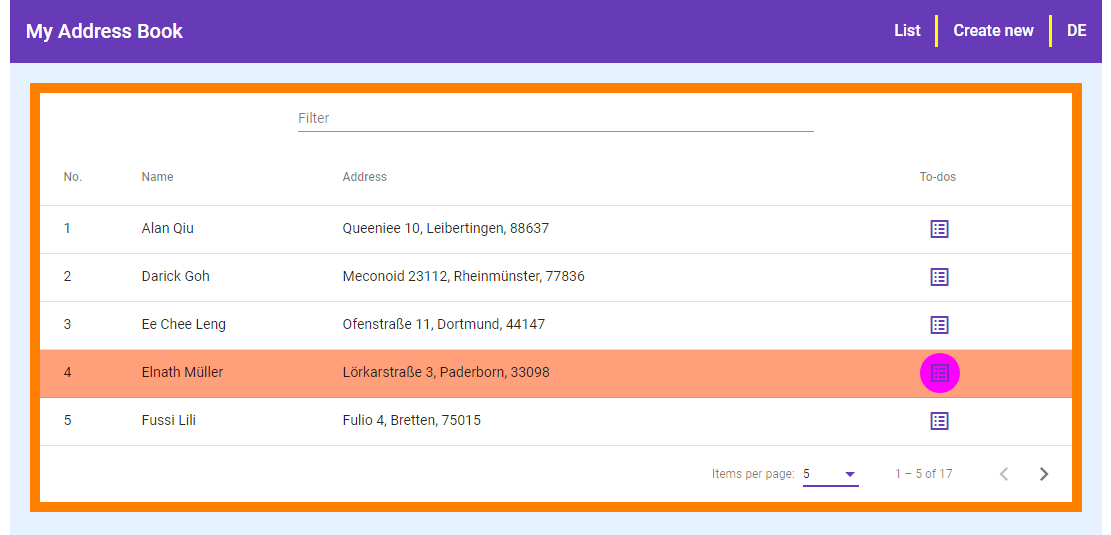 My Address Book List Create new DE
Filter
No. Name Address To-dos
1 Alan Qiu Queeniee 10, Leibertingen, 88637
2 Darick Goh Meconoid 23112, Rheinmünster, 77836
3 Ee Chee Leng Ofenstraße 11, Dortmund, 44147
4 Elnath Müller Lörkarstraße 3, Paderborn, 33098
5 Fussi Lili Fulio 4, Bretten, 75015
Items per page: 5 1 – 5 of 17